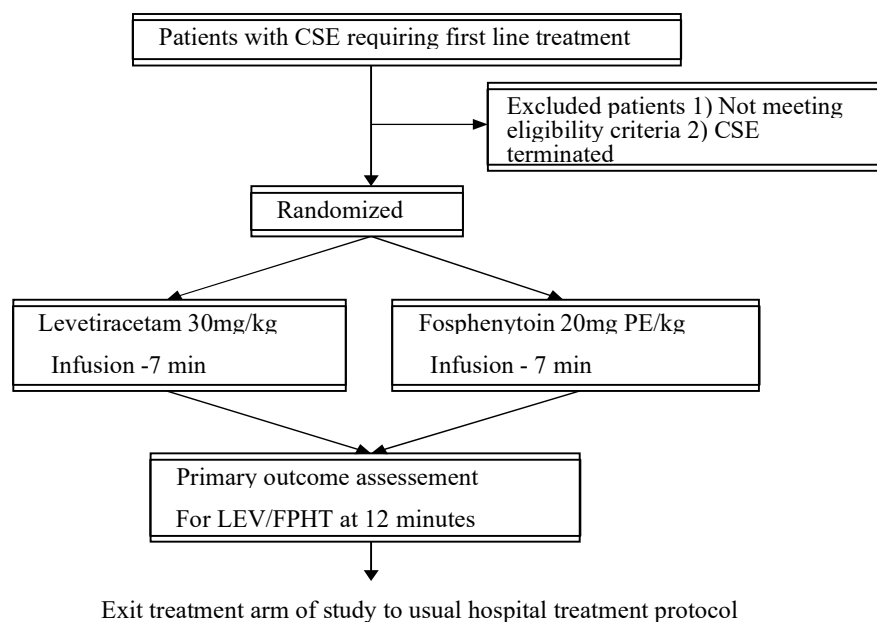 Patients with CSE requiring first line treatment
Excluded patients 1) Not meeting
eligibility criteria 2) CSE
terminated
Randomized
Levetiracetam 30mg/kg
Infusion -7 min
Fosphenytoin 20mg PE/kg
Infusion - 7 min
Primary outcome assessement
For LEV/FPHT at 12 minutes
Exit treatment arm of study to usual hospital treatment protocol